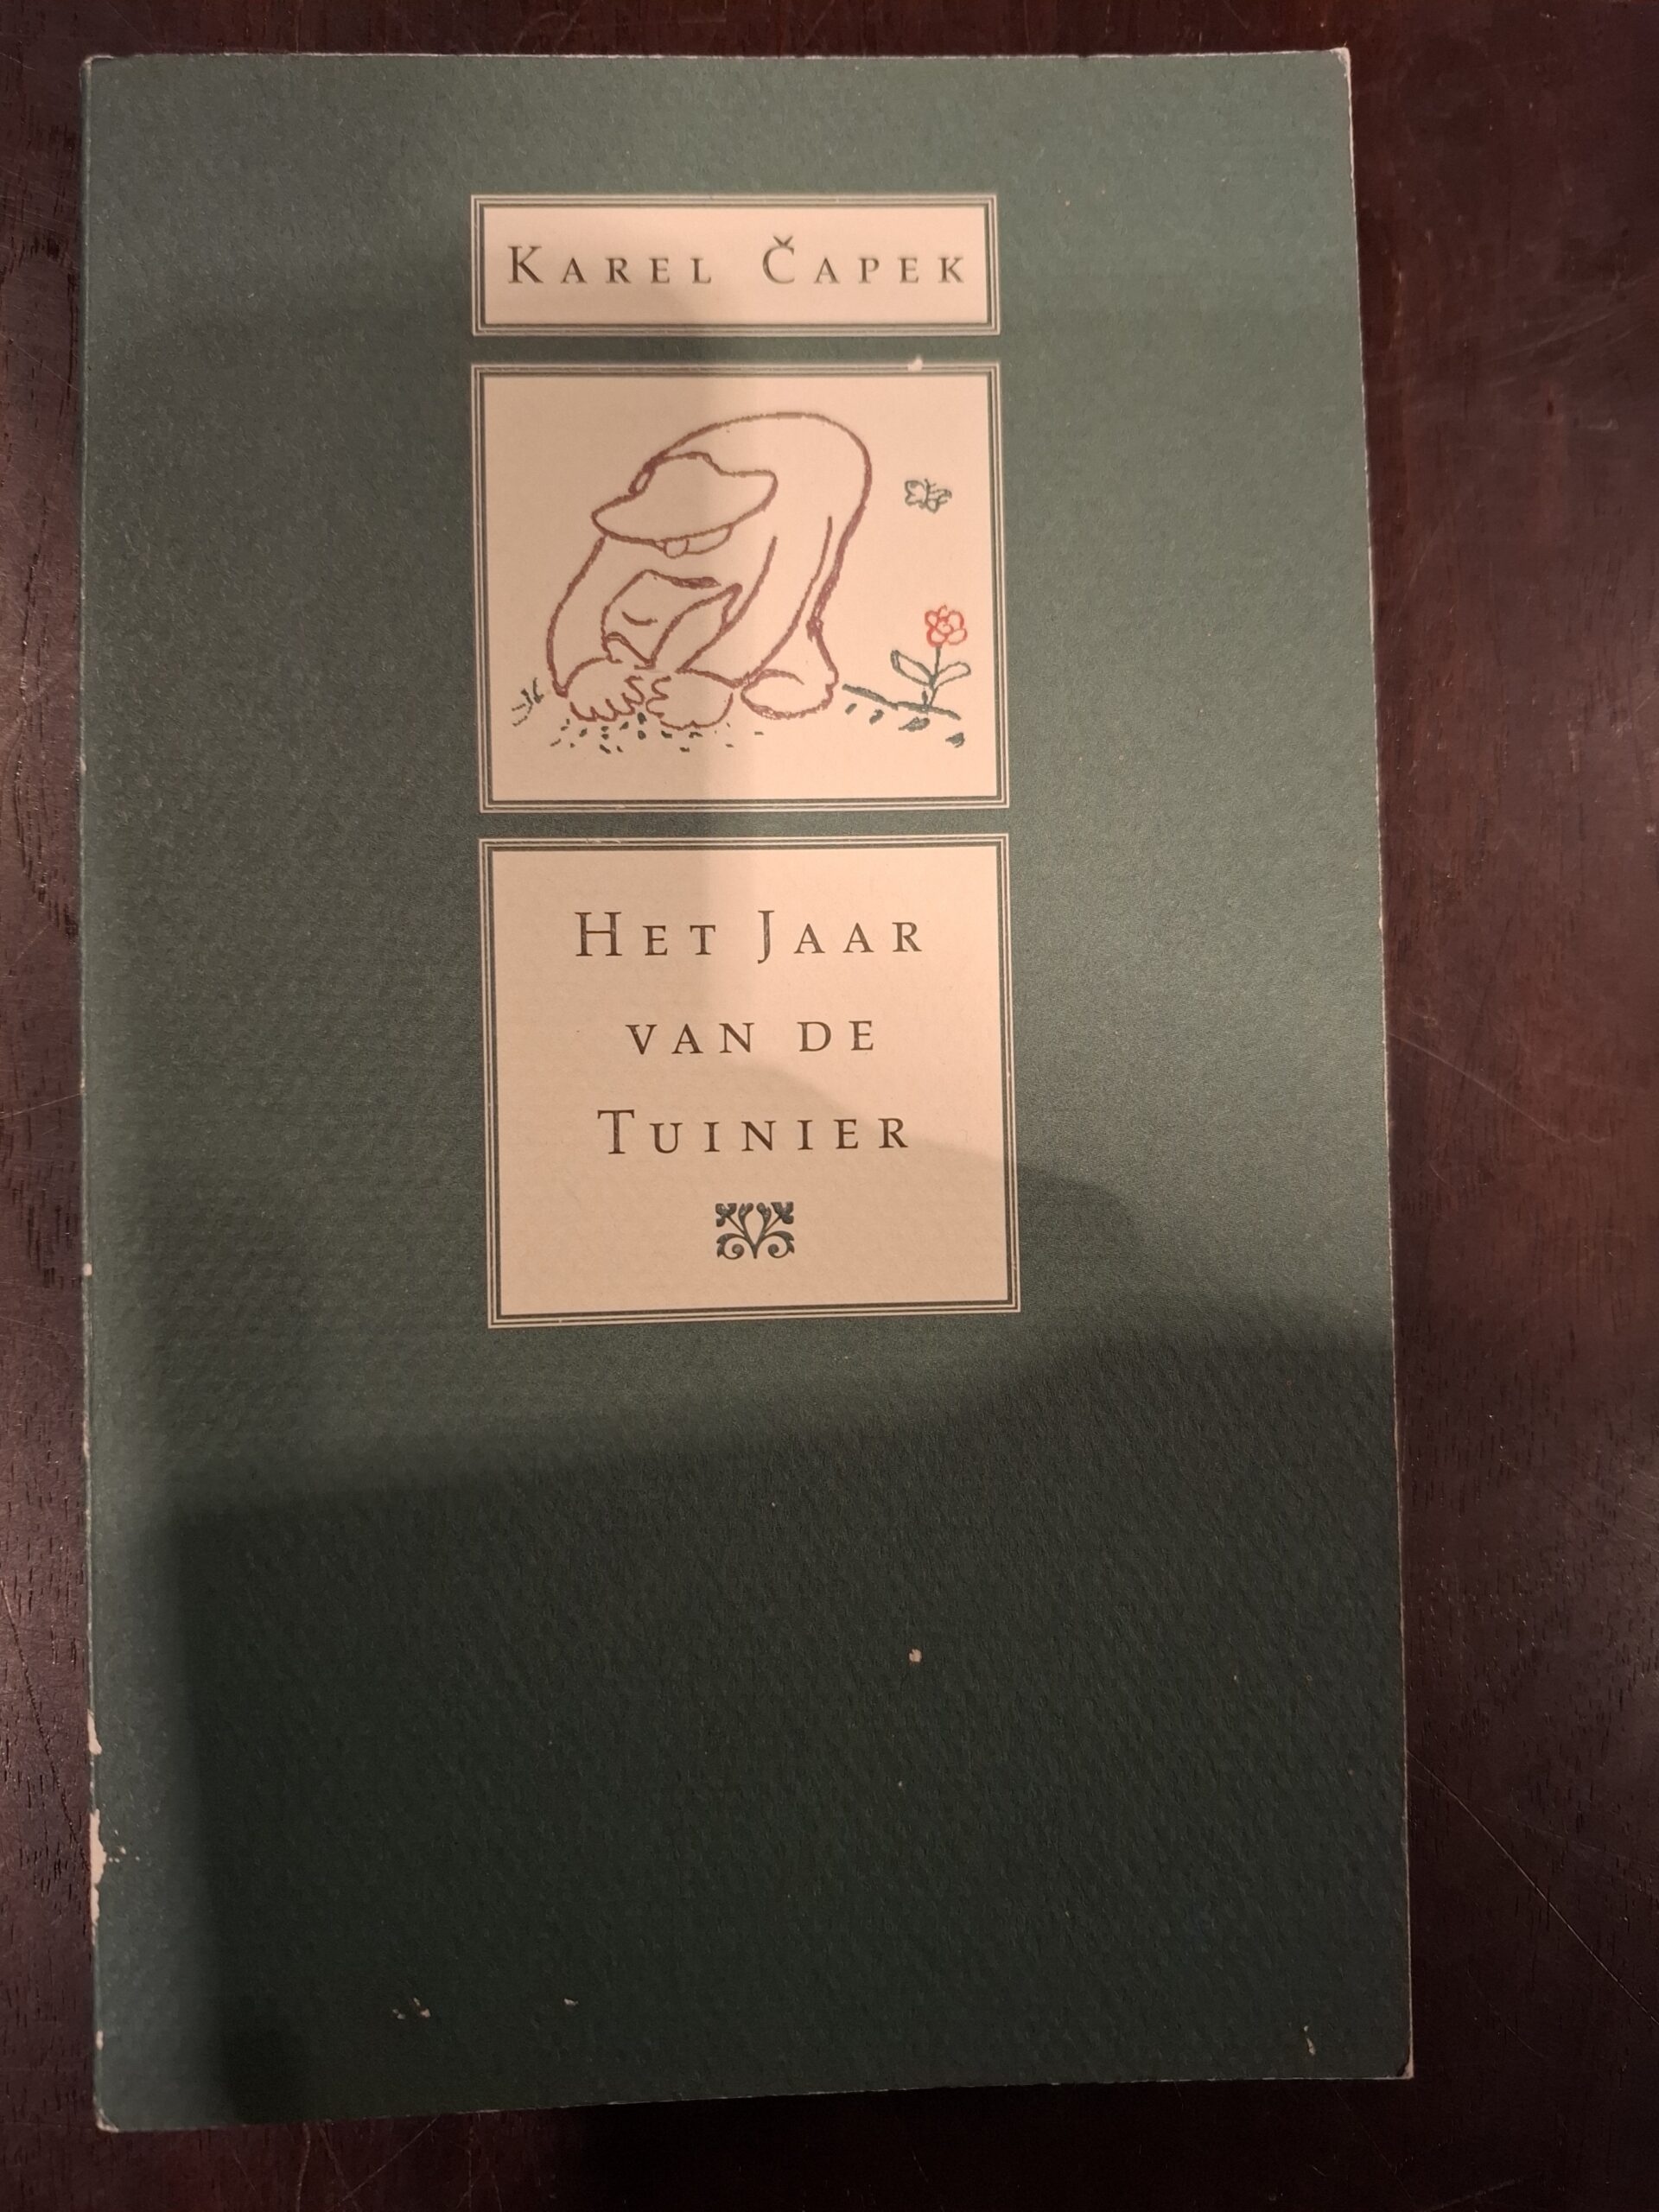 KAREL ČAPEK
HET JAAR
VAN DE
TUINIER